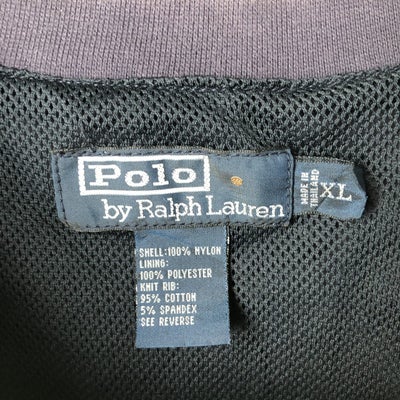 Polo
by Ralph Lauren
MADE IN
THAILAND
XL
SHELL:100% NYLON
LINING:
100% POLYESTER
KNIT RIB:
95% COTTON
5% SPANDEX
SEE REVERSE